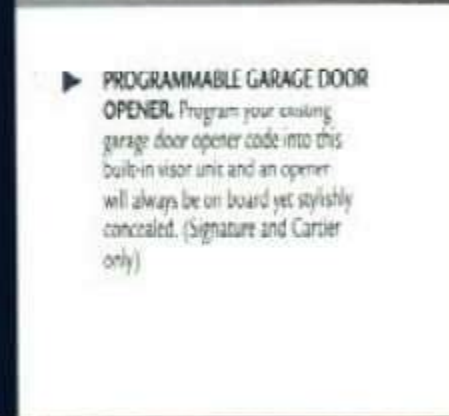 PROGRAMMABLE GARAGE DOOR
OPENER. Program your existing
garage door opener code into this
built-in visor unit and an opener
will always be on board yet stylishly
concealed. (Signature and Cartier
only)